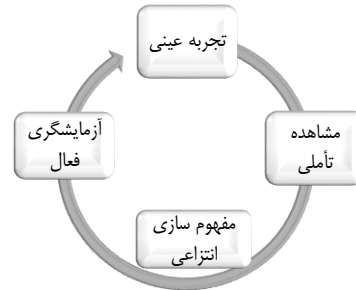 تجربه عینی
مشاهده
تأملی
مفهوم سازی
انتزاعی
آزمایشگری
فعال